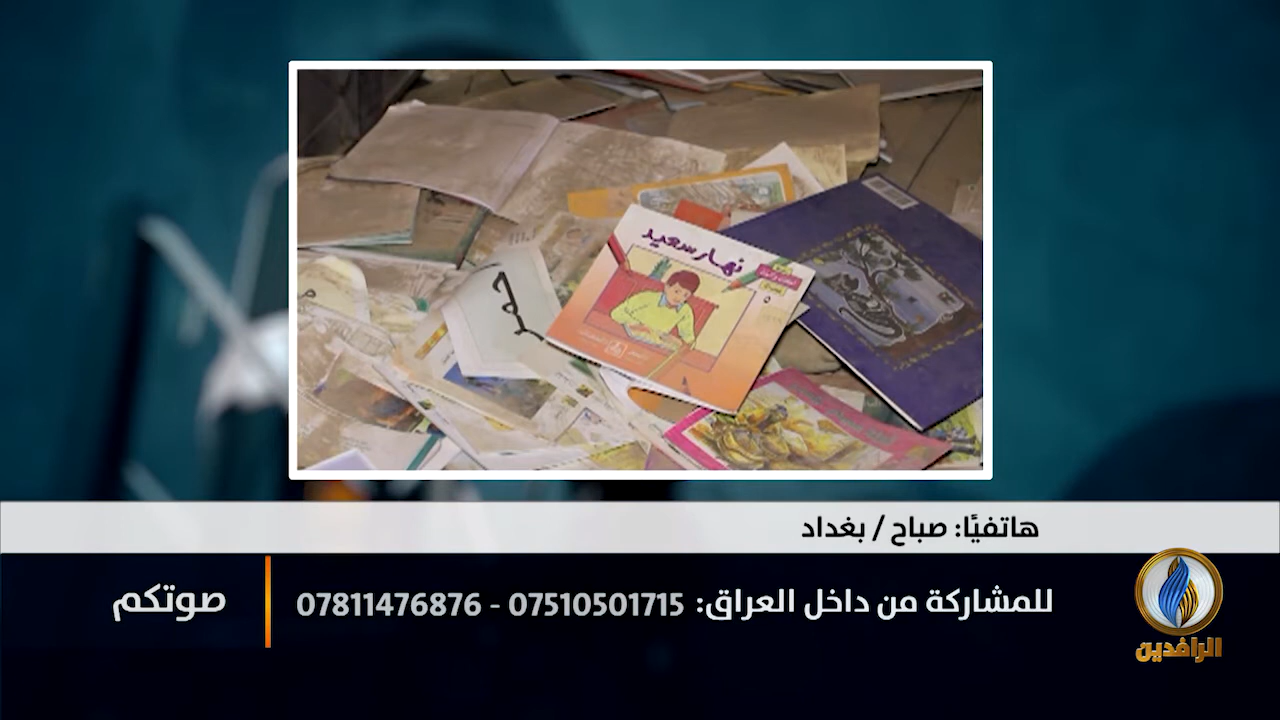 نهار سعيد
هاتفيًا: صباح / بغداد
للمشاركة من داخل العراق: 07510501715 - 07811476876
صوتكم
الرافدين